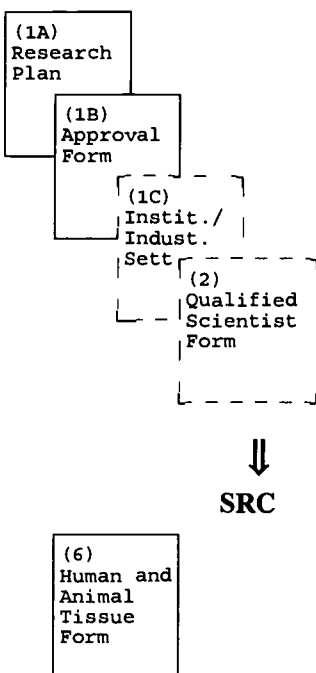 (1A)
Research
Plan
(1B)
Approval
Form
(1C)
Instit./
Indust.
Sett
(2)
Qualified
Scientist
Form
⇓
SRC
(6)
Human and
Animal
Tissue
Form